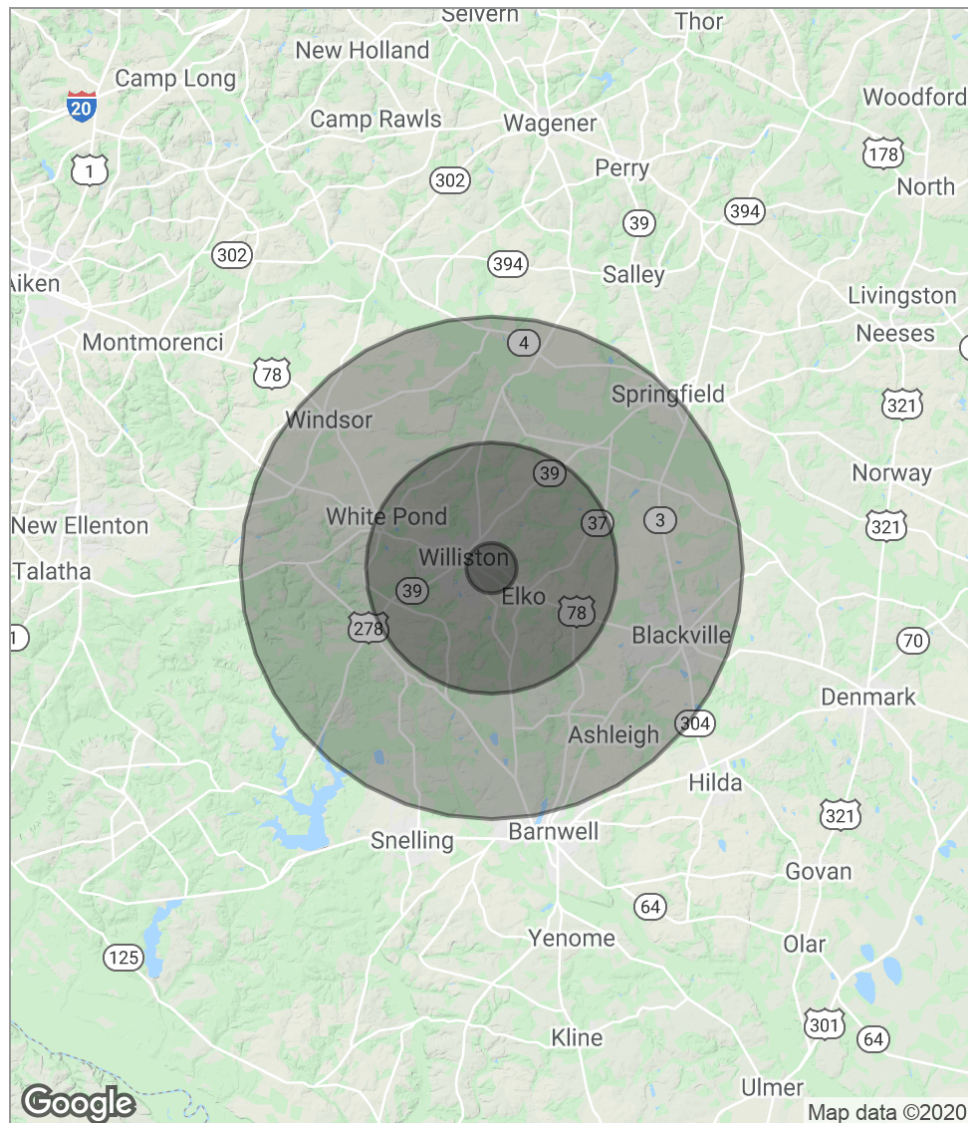 Selvern
Thor
New Holland
Camp Long
20
Woodford
Camp Rawls
Wagener
1
178
Perry
302
North
39
394
302
394
Salley
Aiken
Livingston
Neeses
Montmorenci
4
78
Springfield
321
Windsor
39
Norway
White Pond
37
3
New Ellenton
321
Williston
Talatha
39
Elko
78
278
1
Blackville
70
Denmark
304
Ashleigh
Hilda
321
Barnwell
Snelling
Govan
64
Yenome
Olar
125
301
Kline
64
Ulmer
Google
Map data ©2020